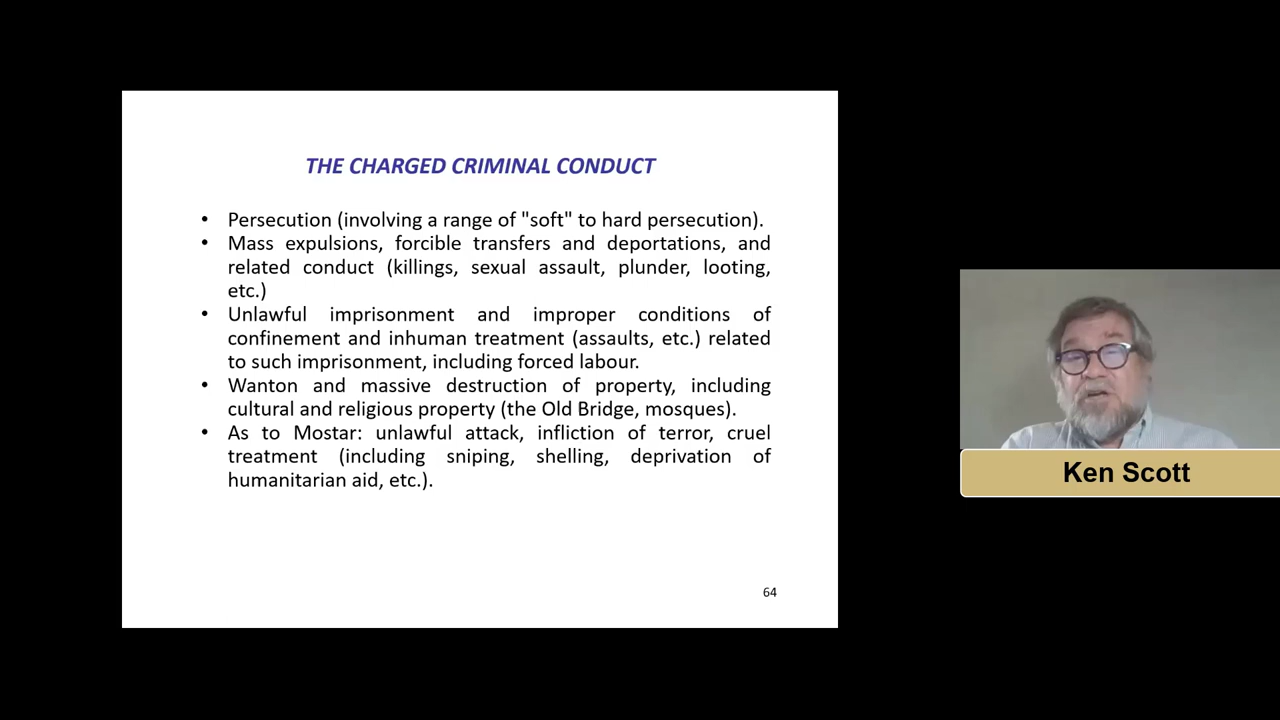 THE CHARGED CRIMINAL CONDUCT
• Persecution (involving a range of "soft" to hard persecution).
• Mass expulsions, forcible transfers and deportations, and
related conduct (killings, sexual assault, plunder, looting,
etc.)
• Unlawful imprisonment and improper conditions of
confinement and inhuman treatment (assaults, etc.) related
to such imprisonment, including forced labour.
• Wanton and massive destruction of property, including
cultural and religious property (the Old Bridge, mosques).
• As to Mostar: unlawful attack, infliction of terror, cruel
treatment (including sniping, shelling, deprivation of
humanitarian aid, etc.).
64
Ken Scott